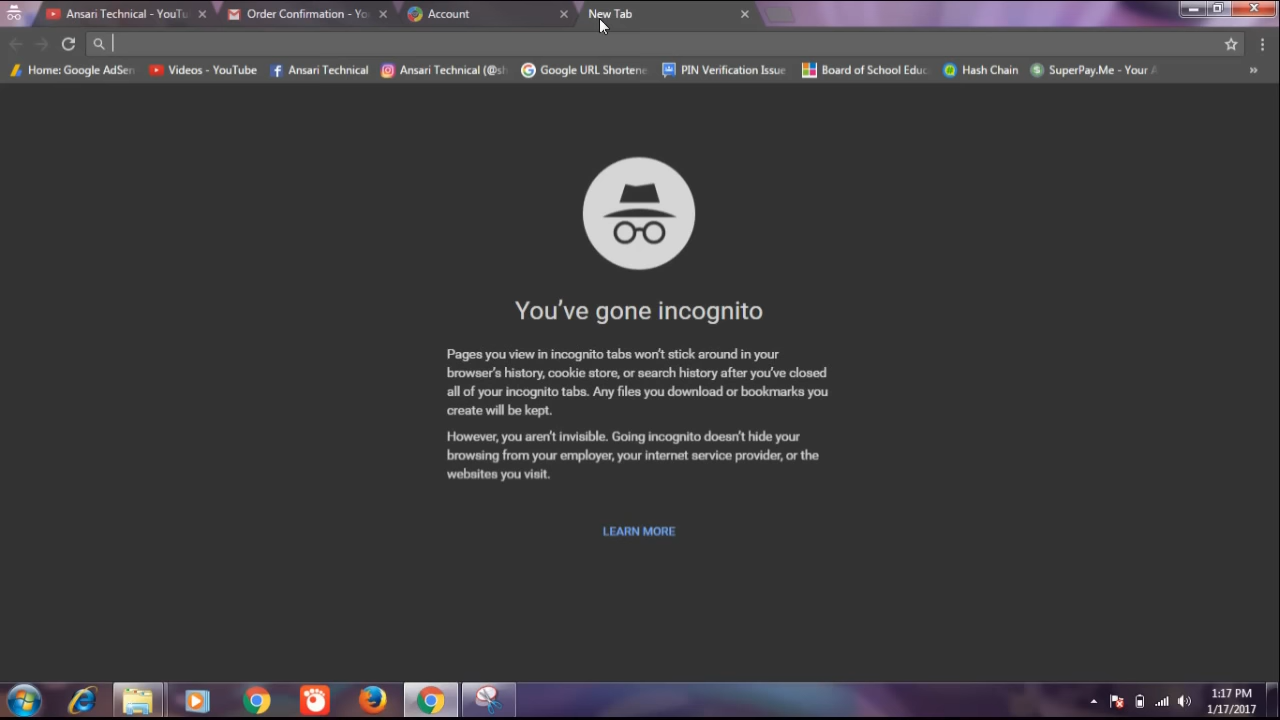 Ansari Technical - YouTu
Order Confirmation - Yo
Account
New Tab
Home: Google AdSen
Videos - YouTube
Ansari Technical
Ansari Technical (@sh
Google URL Shortene
PIN Verification Issue
Board of School Educ
Hash Chain
SuperPay.Me - Your A
»
You've gone incognito
Pages you view in incognito tabs won't stick around in your
browser's history, cookie store, or search history after you've closed
all of your incognito tabs. Any files you download or bookmarks you
create will be kept.
However, you aren't invisible. Going incognito doesn't hide your
browsing from your employer, your internet service provider, or the
websites you visit.
LEARN MORE
1:17 PM
1/17/2017